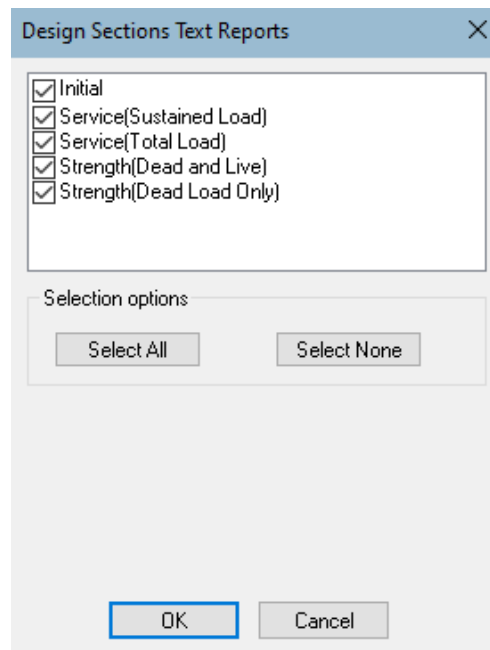 Design Sections Text Reports
Initial
Service(Sustained Load)
Service(Total Load)
Strength(Dead and Live)
Strength(Dead Load Only)
Selection options
Select All Select None
OK Cancel